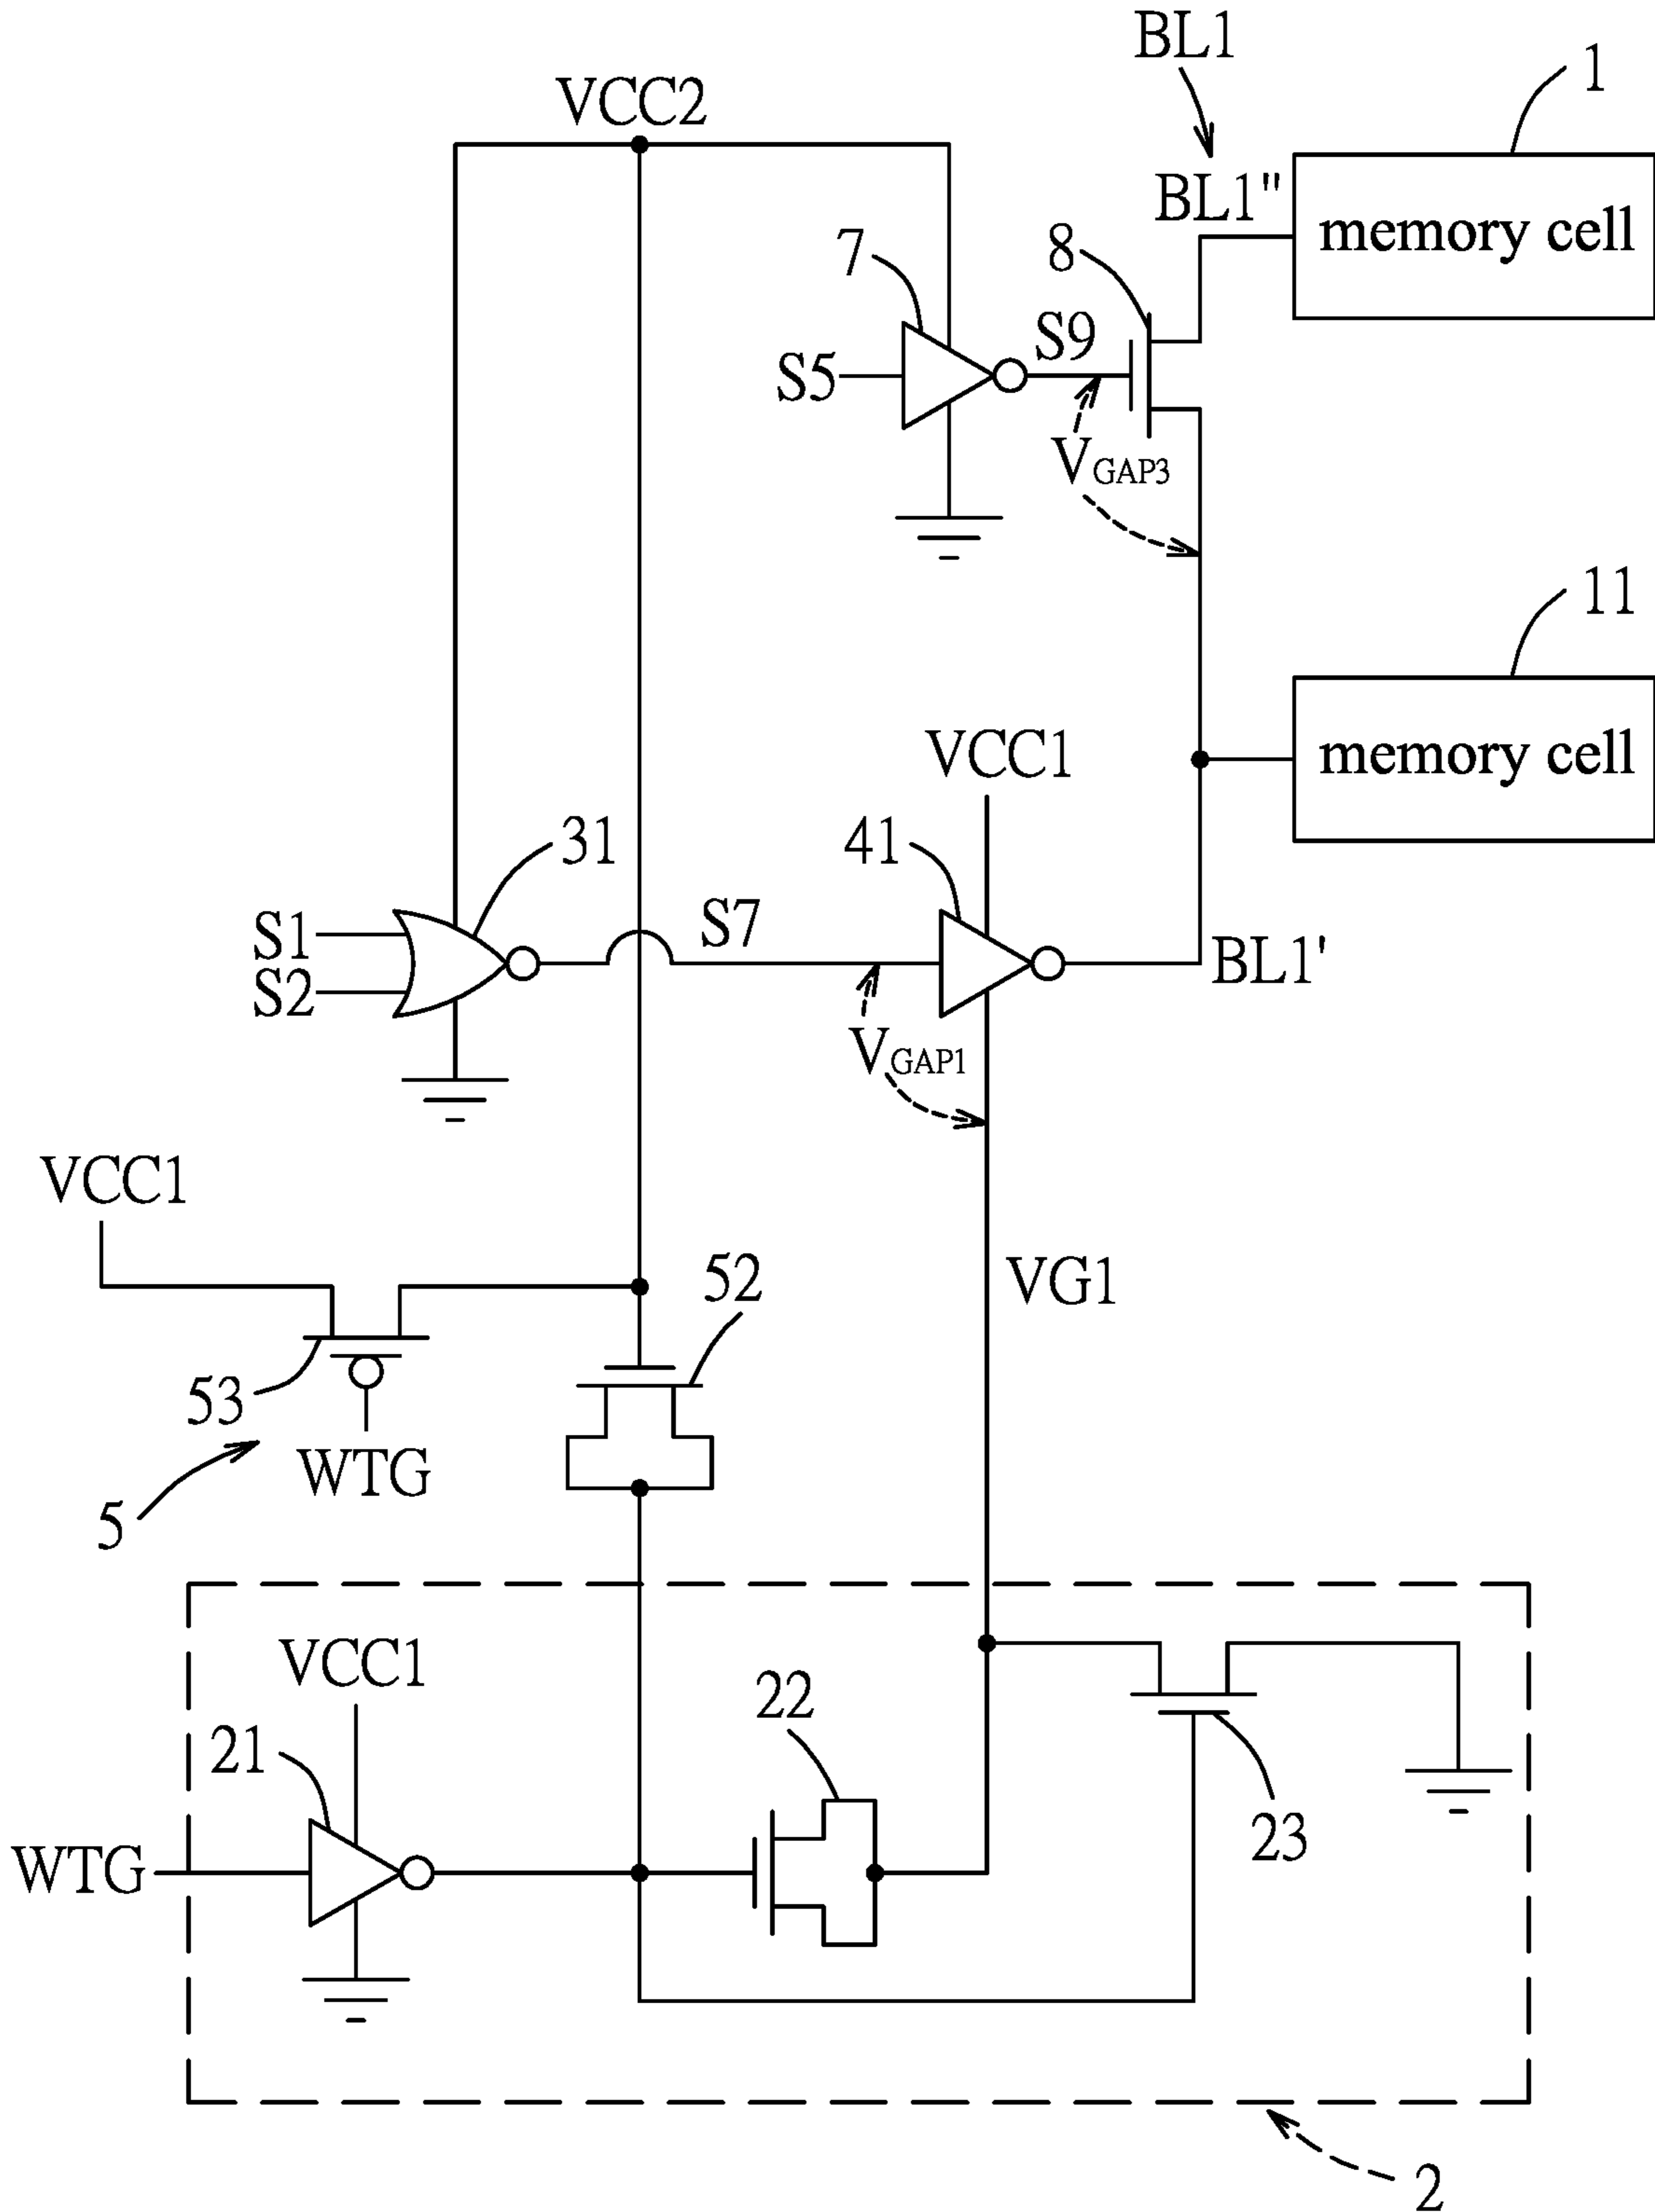 BL1
1
VCC2
BL1"
memory cell
7
8
S9
S5
VGAP3
11
VCC1
memory cell
31
41
S1
S7
S2
BL1'
VGAP1
VCC1
52
VG1
53
WTG
5
VCC1
22
21
23
WTG
2